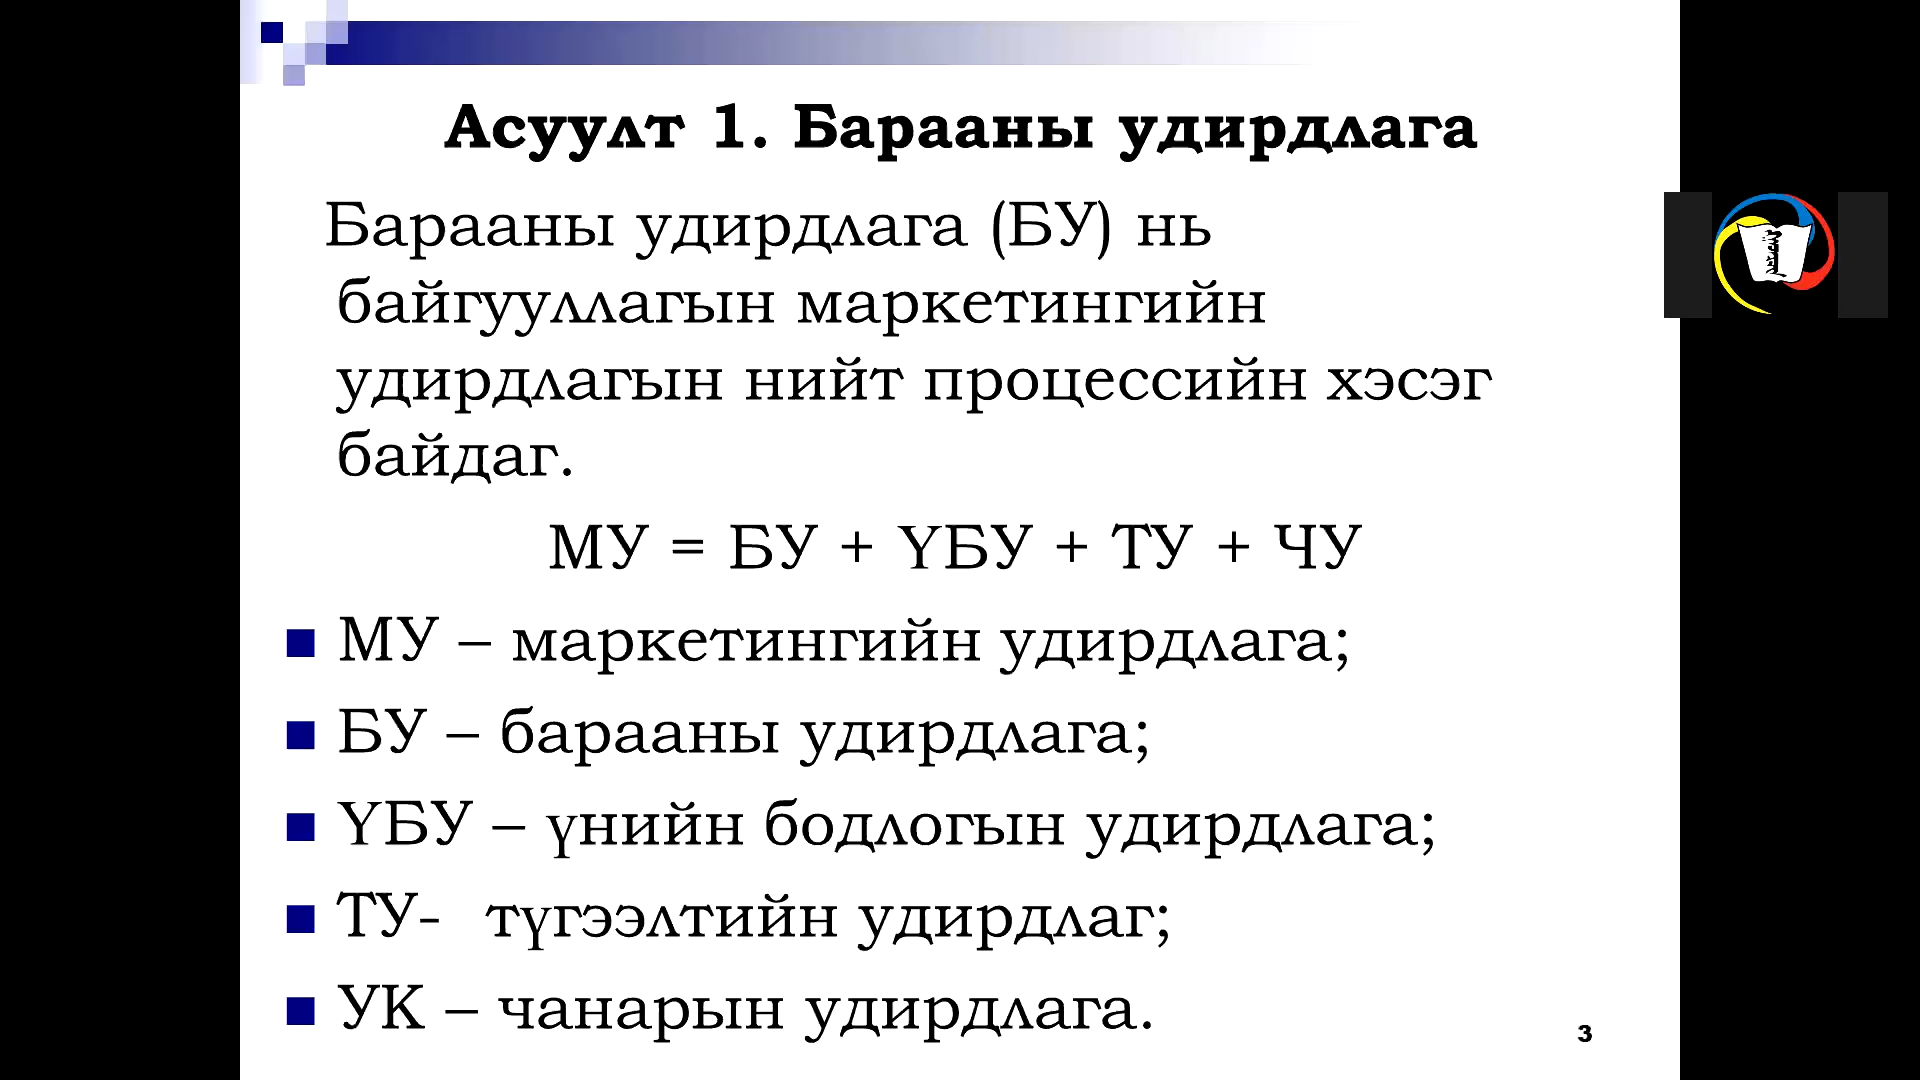 Асуулт 1. Барааны удирдлага
Барааны удирдлага (БУ) нь
байгууллагын маркетингийн
удирдлагын нийт процессийн хэсэг
байдаг.
МУ = БУ + ҮБУ + ТУ + ЧУ
МУ – маркетингийн удирдлага;
БУ – барааны удирдлага;
ҮБУ – үнийн бодлогын удирдлага;
ТУ- түгээлтийн удирдлаг;
УК – чанарын удирдлага.
3